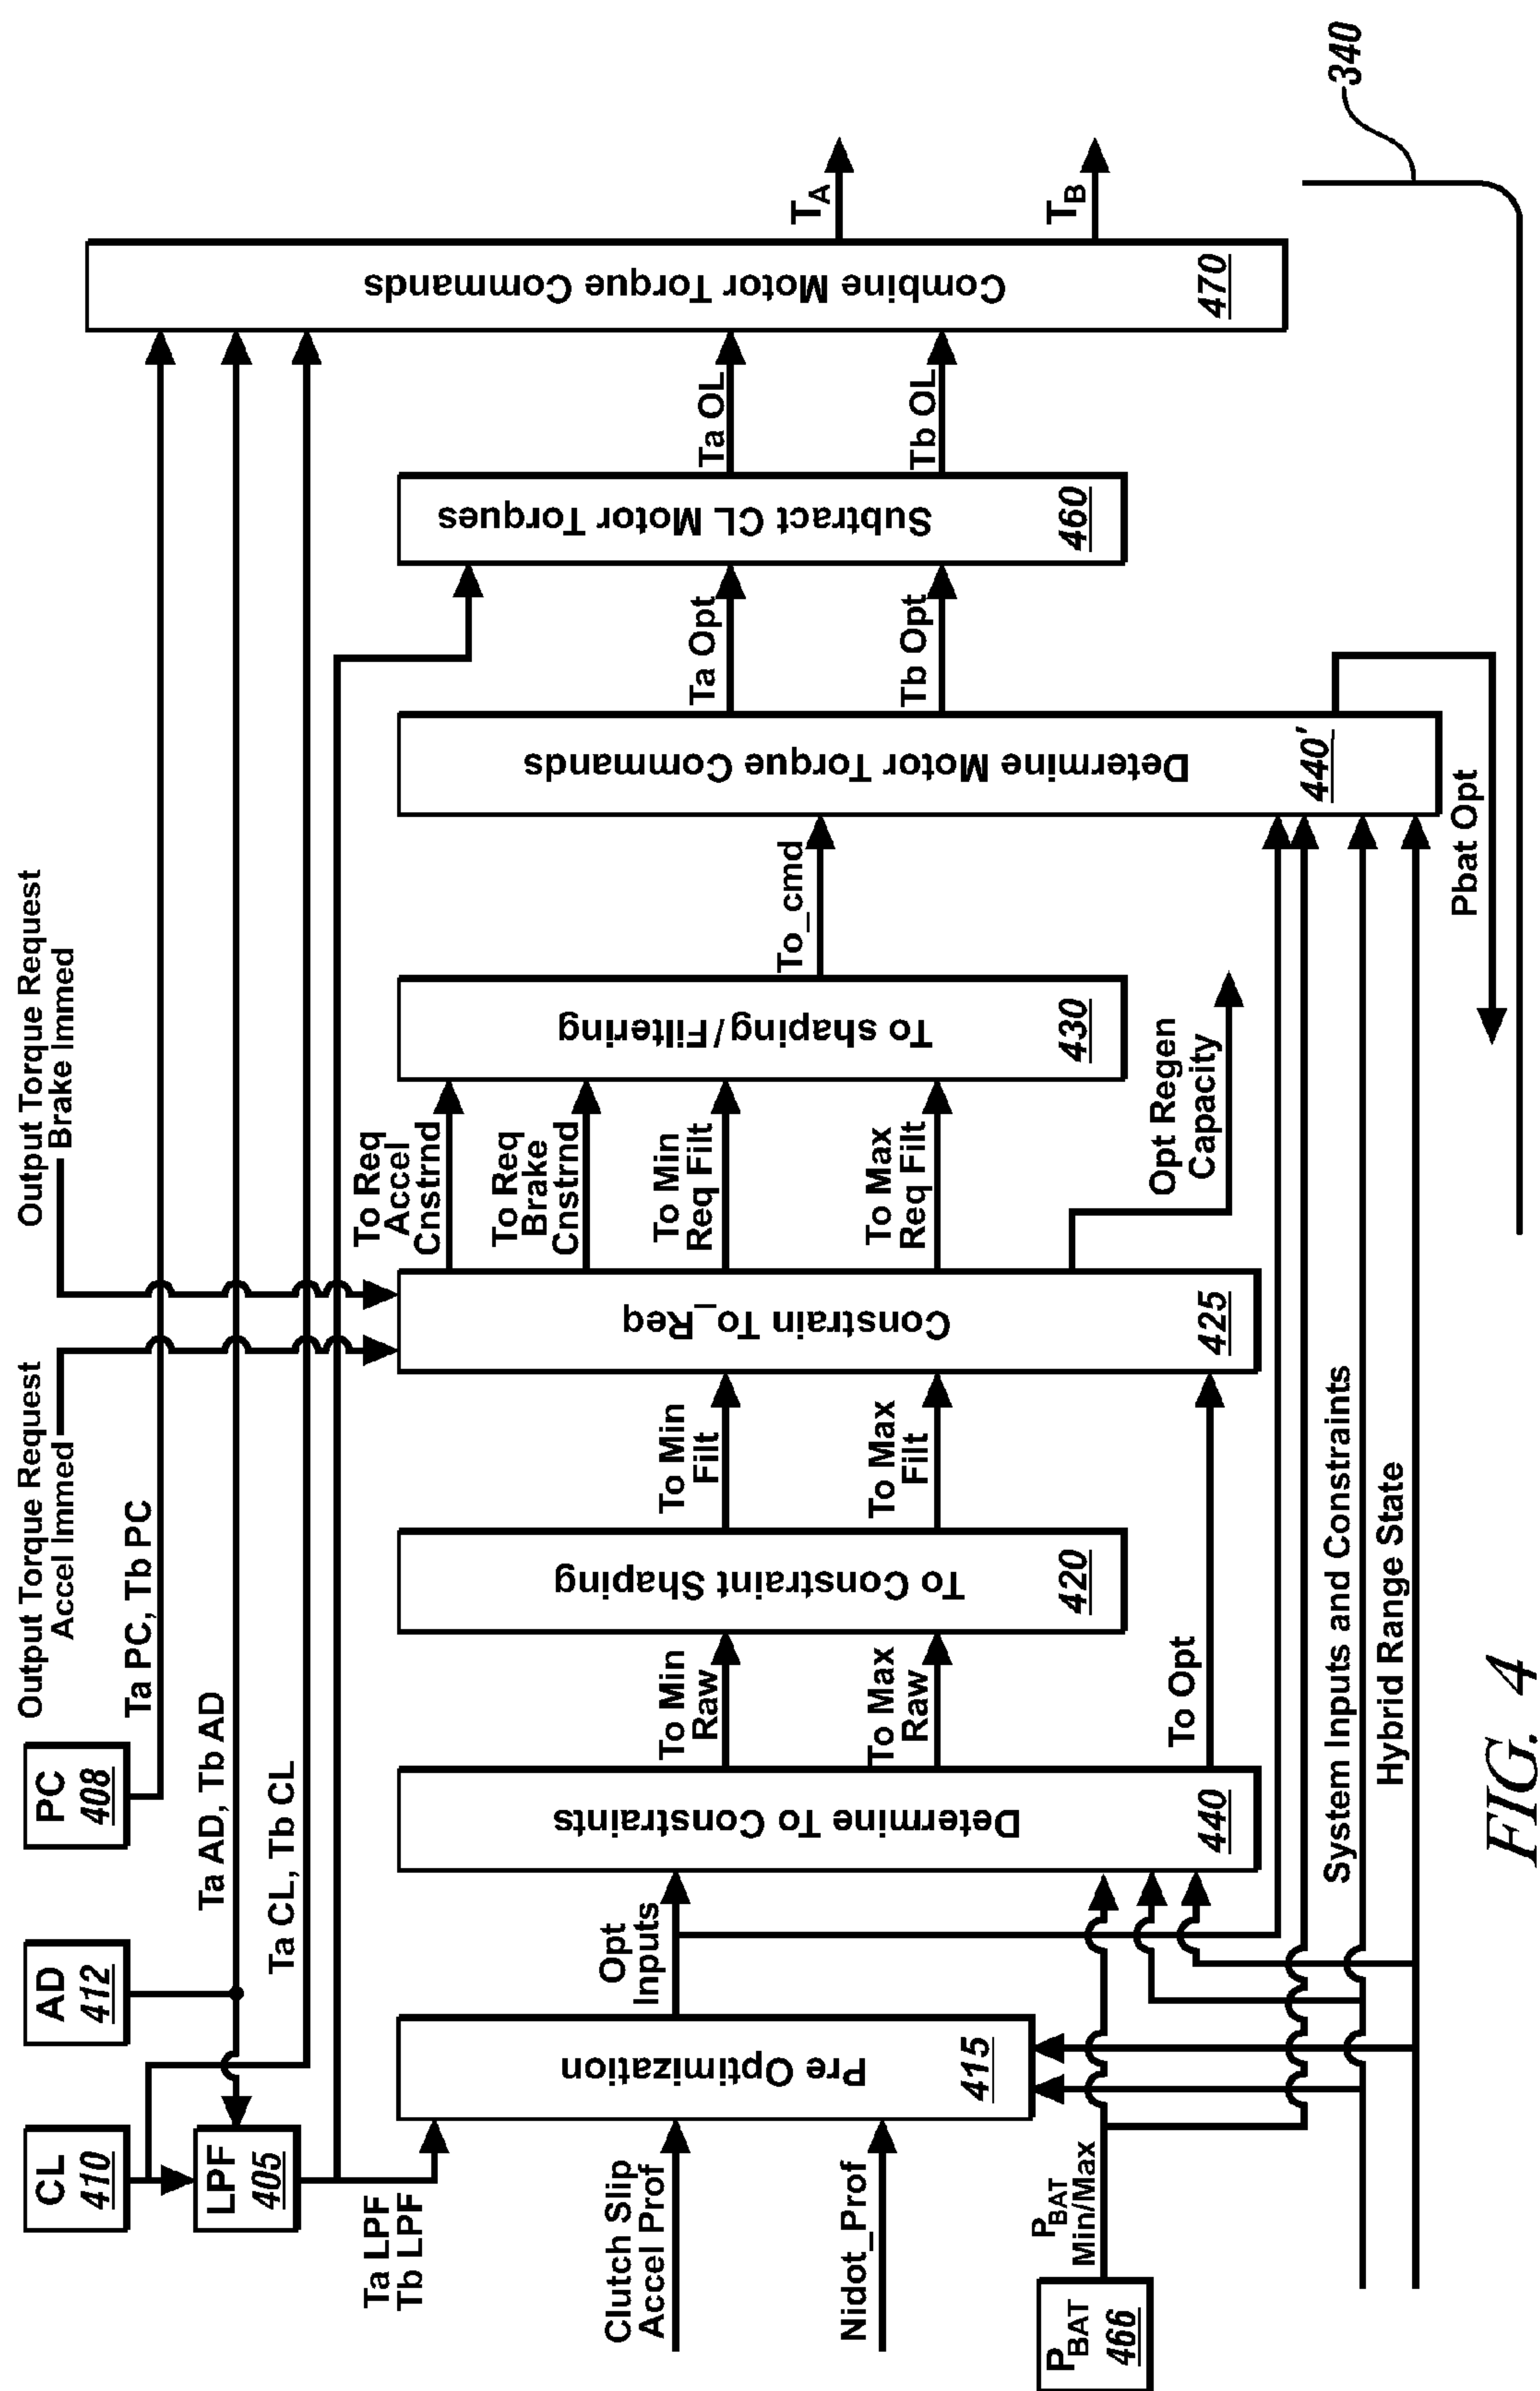 CL
410
AD
412
PC
408
LPF
405
Output Torque Request
Accel Immed
Output Torque Request
Brake Immed
Ta PC, Tb PC
Ta AD, Tb AD
Ta CL, Tb CL
Ta LPF
Tb LPF
Clutch Slip
Accel Prof
Nidot_Prof
PBAT
466
PBAT
Min/Max
Pre Optimization
415
Opt
Inputs
Determine To Constraints
440
To Min
Raw
To Max
Raw
To Opt
To Constraint Shaping
420
To Min
Filt
To Max
Filt
Constrain To_Req
425
To Req
Accel
Cnstrnd
To Req
Brake
Cnstrnd
To Min
Req Filt
To Max
Req Filt
Opt Regen
Capacity
To shaping/Filtering
430
To_cmd
Determine Motor Torque Commands
440'
Ta Opt
Tb Opt
Pbat Opt
Subtract CL Motor Torques
460
Ta OL
Tb OL
Combine Motor Torque Commands
470
TA
TB
System Inputs and Constraints
Hybrid Range State
340
FIG. 4